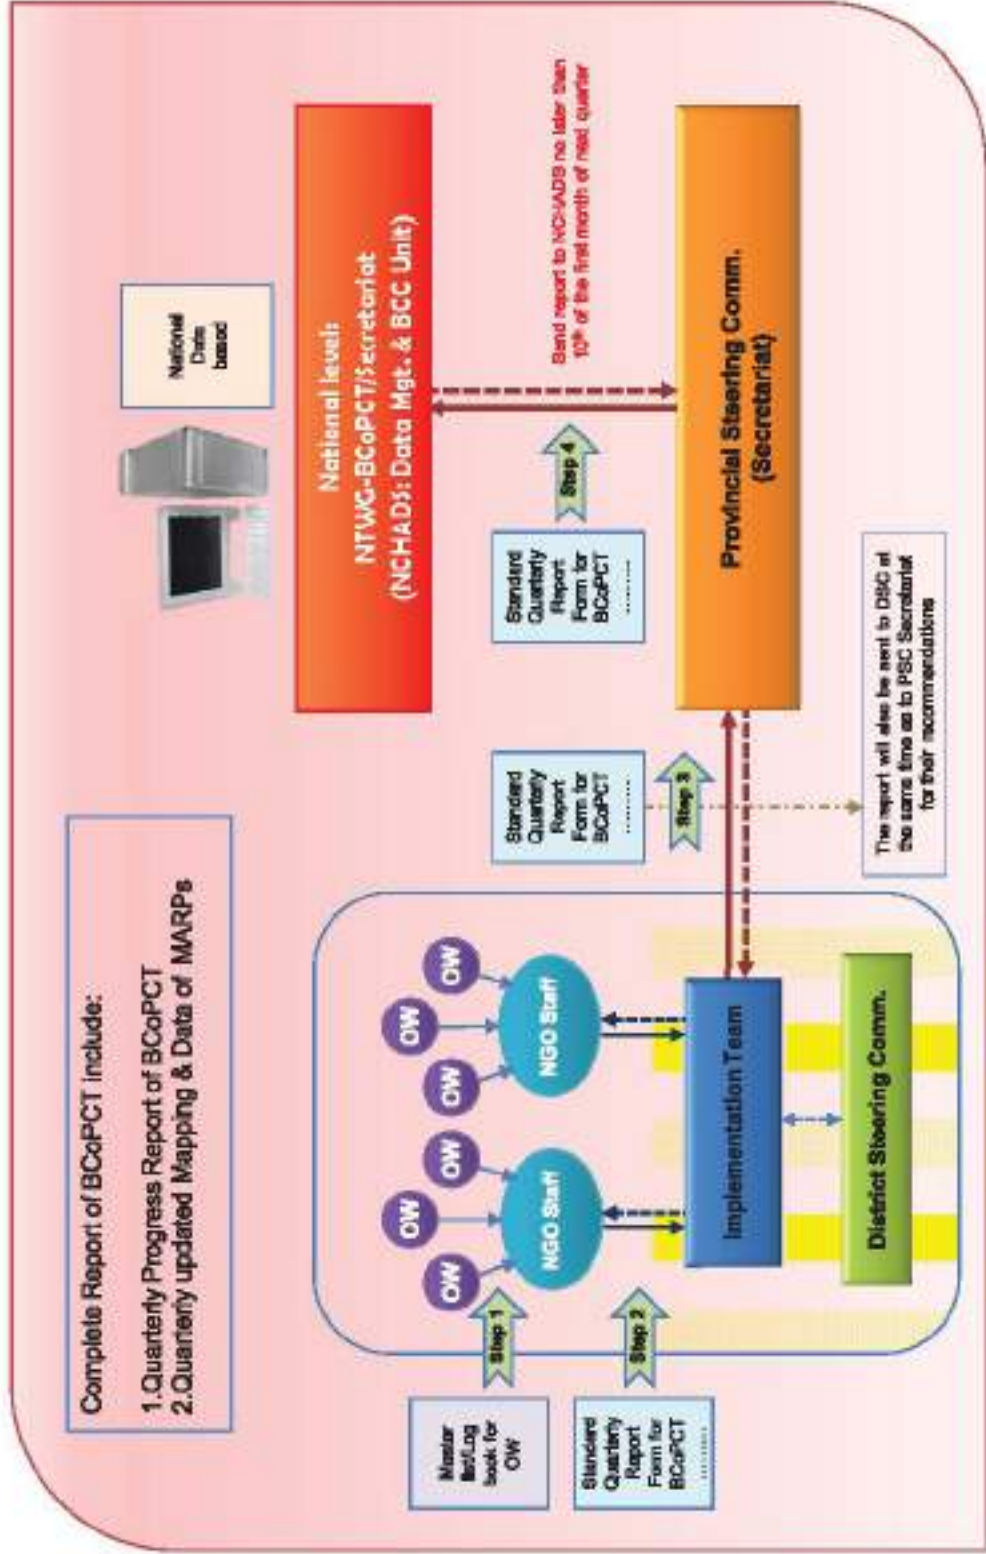 Complete Report of BCoPCT include:
1.Quarterly Progress Report of BCoPCT
2.Quarterly updated Mapping & Data of MARPs
National
Data
based
National level:
NTWG-BCoPCT/Secretariat
(NCHADS: Data Mgt. & BCC Unit)
Master
list/Log
book for
OW
Step 1
OW
OW
OW
OW
OW
OW
NGO Staff
NGO Staff
Standard
Quarterly
Report
Form for
BCoPCT
..........
Step 2
Implementation Team
District Steering Comm.
Standard
Quarterly
Report
Form for
BCoPCT
..........
Step 3
Standard
Quarterly
Report
Form for
BCoPCT
..........
Step 4
Send report to NCHADS no later than
10th of the first month of next quarter
Provincial Steering Comm.
(Secretariat)
The report will also be sent to DSC at
the same time as to PSC Secretariat
for their recommendations